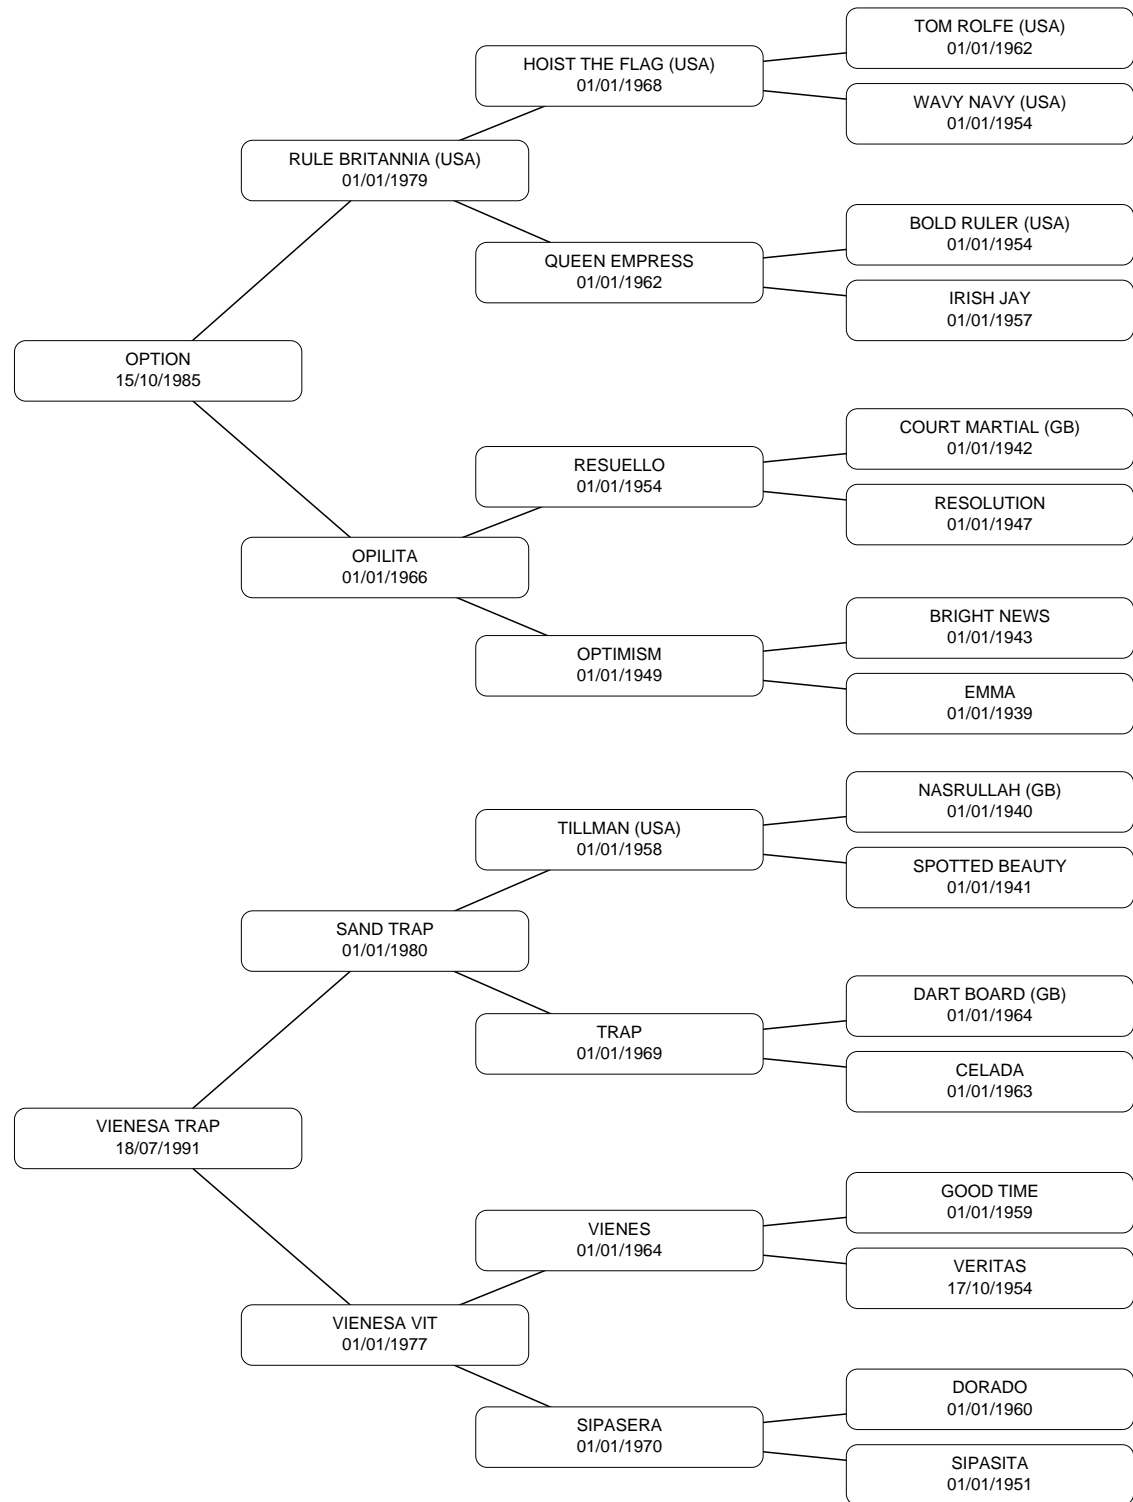 TOM ROLFE (USA)
01/01/1962
HOIST THE FLAG (USA)
01/01/1968
WAVY NAVY (USA)
01/01/1954
RULE BRITANNIA (USA)
01/01/1979
BOLD RULER (USA)
01/01/1954
QUEEN EMPRESS
01/01/1962
IRISH JAY
01/01/1957
OPTION
15/10/1985
COURT MARTIAL (GB)
01/01/1942
RESUELLO
01/01/1954
RESOLUTION
01/01/1947
OPILITA
01/01/1966
BRIGHT NEWS
01/01/1943
OPTIMISM
01/01/1949
EMMA
01/01/1939
NASRULLAH (GB)
01/01/1940
TILLMAN (USA)
01/01/1958
SPOTTED BEAUTY
01/01/1941
SAND TRAP
01/01/1980
DART BOARD (GB)
01/01/1964
TRAP
01/01/1969
CELADA
01/01/1963
VIENESA TRAP
18/07/1991
GOOD TIME
01/01/1959
VIENES
01/01/1964
VERITAS
17/10/1954
VIENESA VIT
01/01/1977
DORADO
01/01/1960
SIPASERA
01/01/1970
SIPASITA
01/01/1951